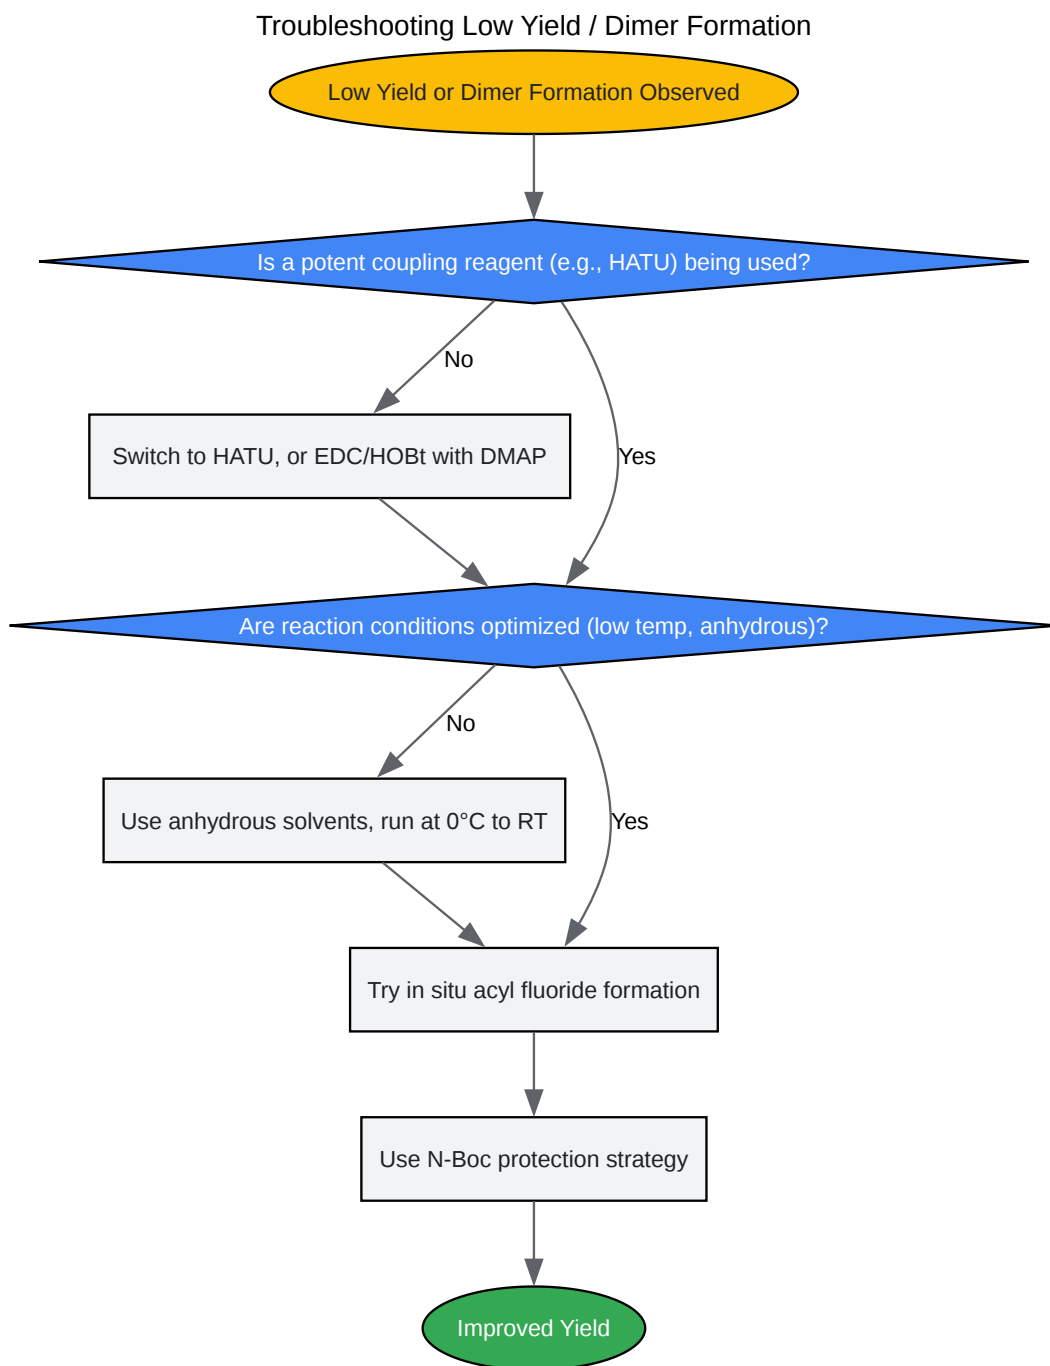 Troubleshooting Low Yield / Dimer Formation
Low Yield or Dimer Formation Observed
Is a potent coupling reagent (e.g., HATU) being used?
No
Switch to HATU, or EDC/HOBt with DMAP
Yes
Are reaction conditions optimized (low temp, anhydrous)?
No
Use anhydrous solvents, run at 0°C to RT
Yes
Try in situ acyl fluoride formation
Use N-Boc protection strategy
Improved Yield